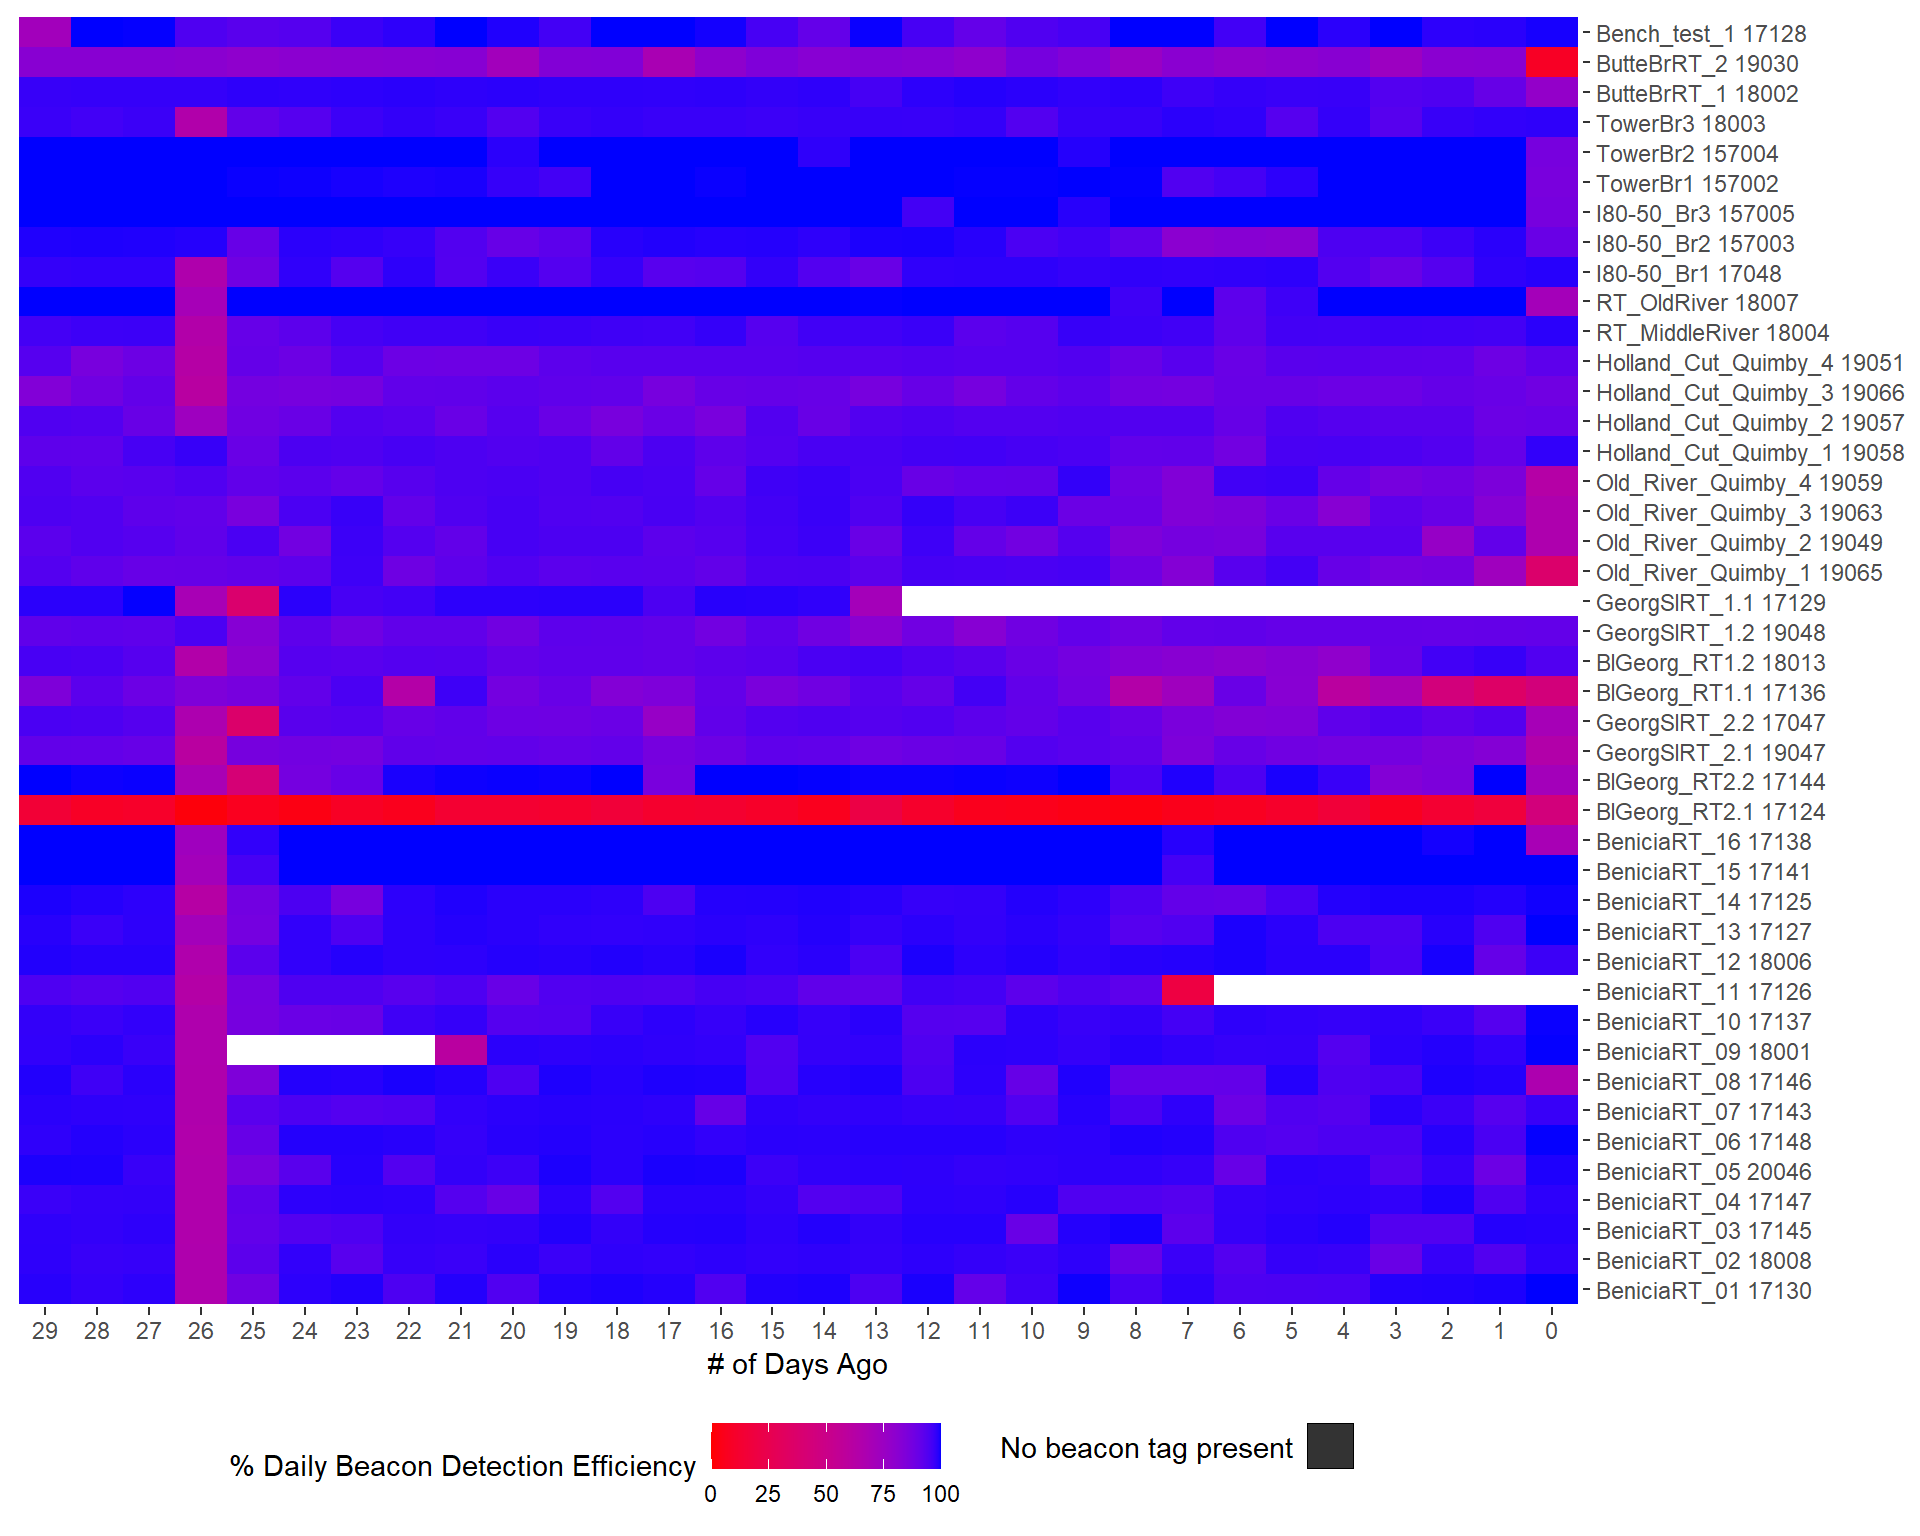 Bench_test_1 17128
ButteBrRT_2 19030
ButteBrRT_1 18002
TowerBr3 18003
TowerBr2 157004
TowerBr1 157002
I80-50_Br3 157005
I80-50_Br2 157003
I80-50_Br1 17048
RT_OldRiver 18007
RT_MiddleRiver 18004
Holland_Cut_Quimby_4 19051
Holland_Cut_Quimby_3 19066
Holland_Cut_Quimby_2 19057
Holland_Cut_Quimby_1 19058
Old_River_Quimby_4 19059
Old_River_Quimby_3 19063
Old_River_Quimby_2 19049
Old_River_Quimby_1 19065
GeorgSlRT_1.1 17129
GeorgSlRT_1.2 19048
BlGeorg_RT1.2 18013
BlGeorg_RT1.1 17136
GeorgSlRT_2.2 17047
GeorgSlRT_2.1 19047
BlGeorg_RT2.2 17144
BlGeorg_RT2.1 17124
BeniciaRT_16 17138
BeniciaRT_15 17141
BeniciaRT_14 17125
BeniciaRT_13 17127
BeniciaRT_12 18006
BeniciaRT_11 17126
BeniciaRT_10 17137
BeniciaRT_09 18001
BeniciaRT_08 17146
BeniciaRT_07 17143
BeniciaRT_06 17148
BeniciaRT_05 20046
BeniciaRT_04 17147
BeniciaRT_03 17145
BeniciaRT_02 18008
BeniciaRT_01 17130
29 28 27 26 25 24 23 22 21 20 19 18 17 16 15 14 13 12 11 10 9 8 7 6 5 4 3 2 1 0
# of Days Ago
% Daily Beacon Detection Efficiency
0 25 50 75 100
No beacon tag present